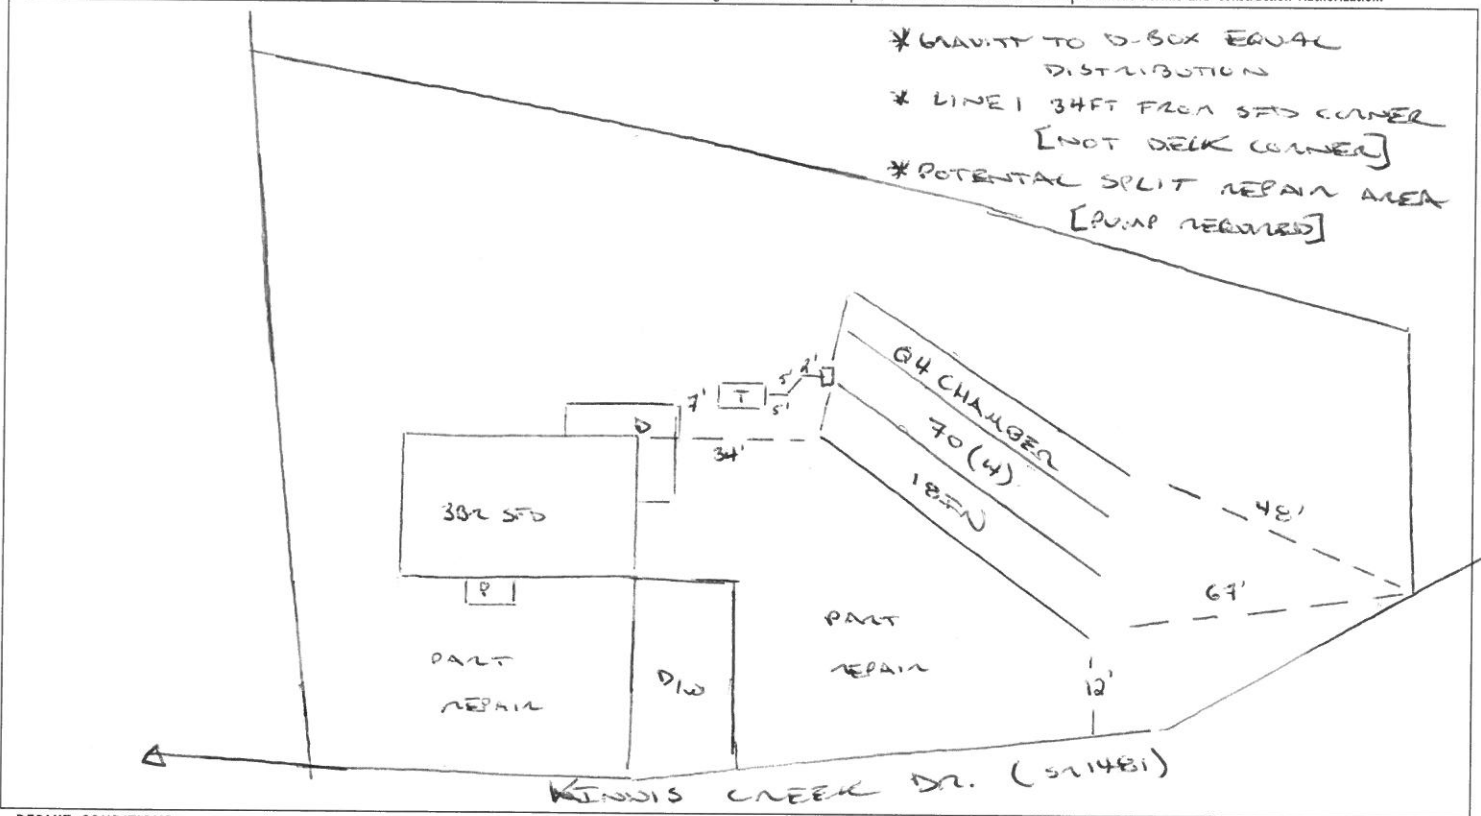 * GRAVITY TO D-BOX EQUAL
DISTRIBUTION
* LINE 1 34FT FROM SFD CORNER
[NOT DECK CORNER]
* POTENTAL SPLIT REPAIR AREA
[PUMP REQUIRED]
Q4 CHAMBER
70 (4)
18IN
2'
5'
7'
T
5'
D
34'
48'
3BR SFD
67'
P
PART
REPAIR
PART
REPAIR
D/W
12'
KINNIS CREEK DR. (SR1481)